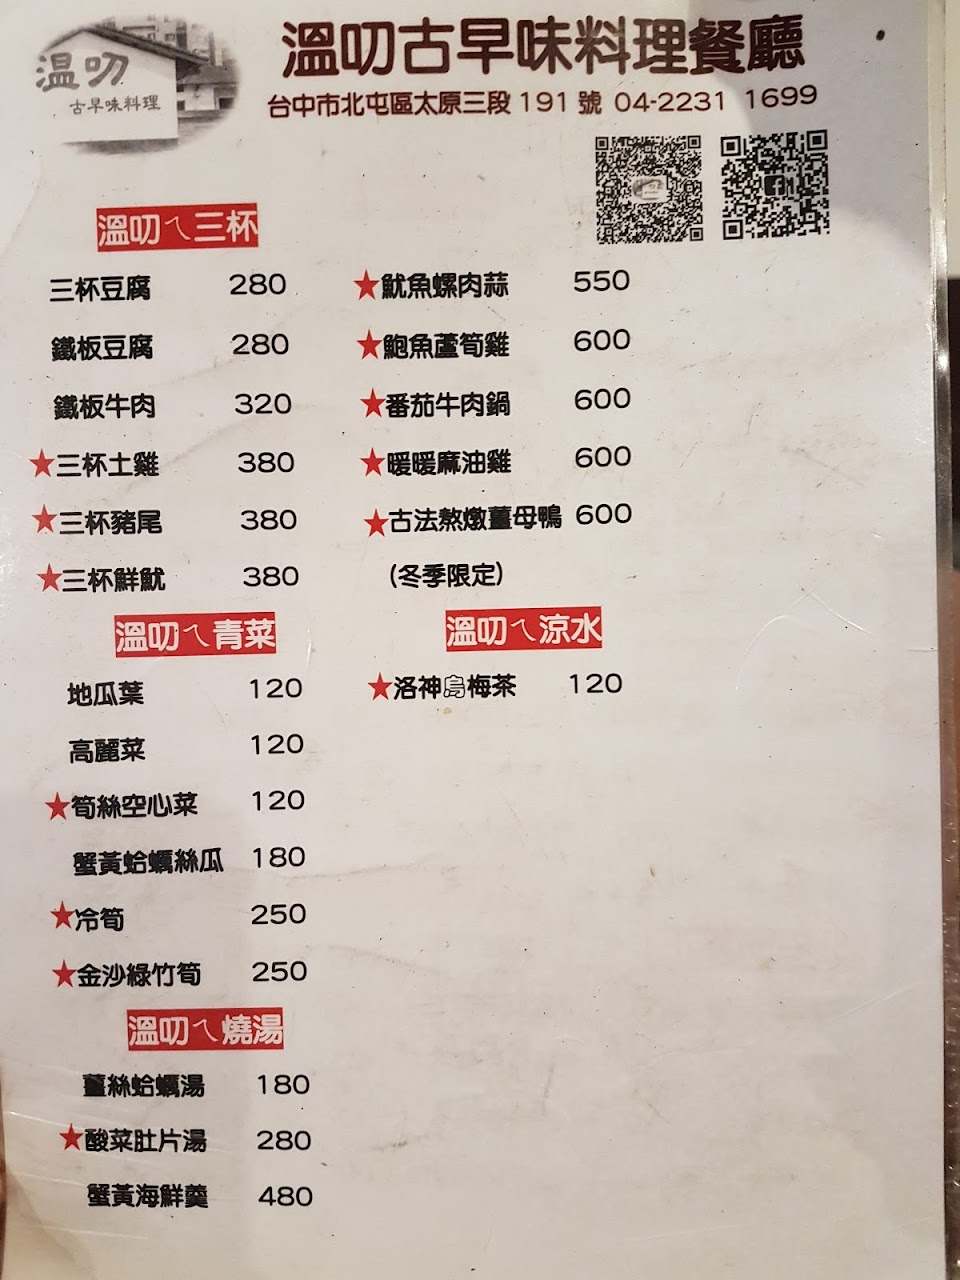 温叨
古早味料理
溫叨古早味料理餐廳
台中市北屯區太原三段191號 04-2231 1699
溫叨ㄟ三杯
三杯豆腐 280
鐵板豆腐 280
鐵板牛肉 320
★三杯土雞 380
★三杯豬尾 380
★三杯鮮魷 380
溫叨ㄟ青菜
地瓜葉 120
高麗菜 120
★筍絲空心菜 120
蟹黃蛤蠣絲瓜 180
★冷筍 250
★金沙綠竹筍 250
溫叨ㄟ燒湯
薑絲蛤蠣湯 180
★酸菜肚片湯 280
蟹黃海鮮羹 480
★魷魚螺肉蒜 550
★鮑魚蘆筍雞 600
★番茄牛肉鍋 600
★暖暖麻油雞 600
★古法熬燉薑母鴨 600
(冬季限定)
溫叨ㄟ涼水
★洛神烏梅茶 120